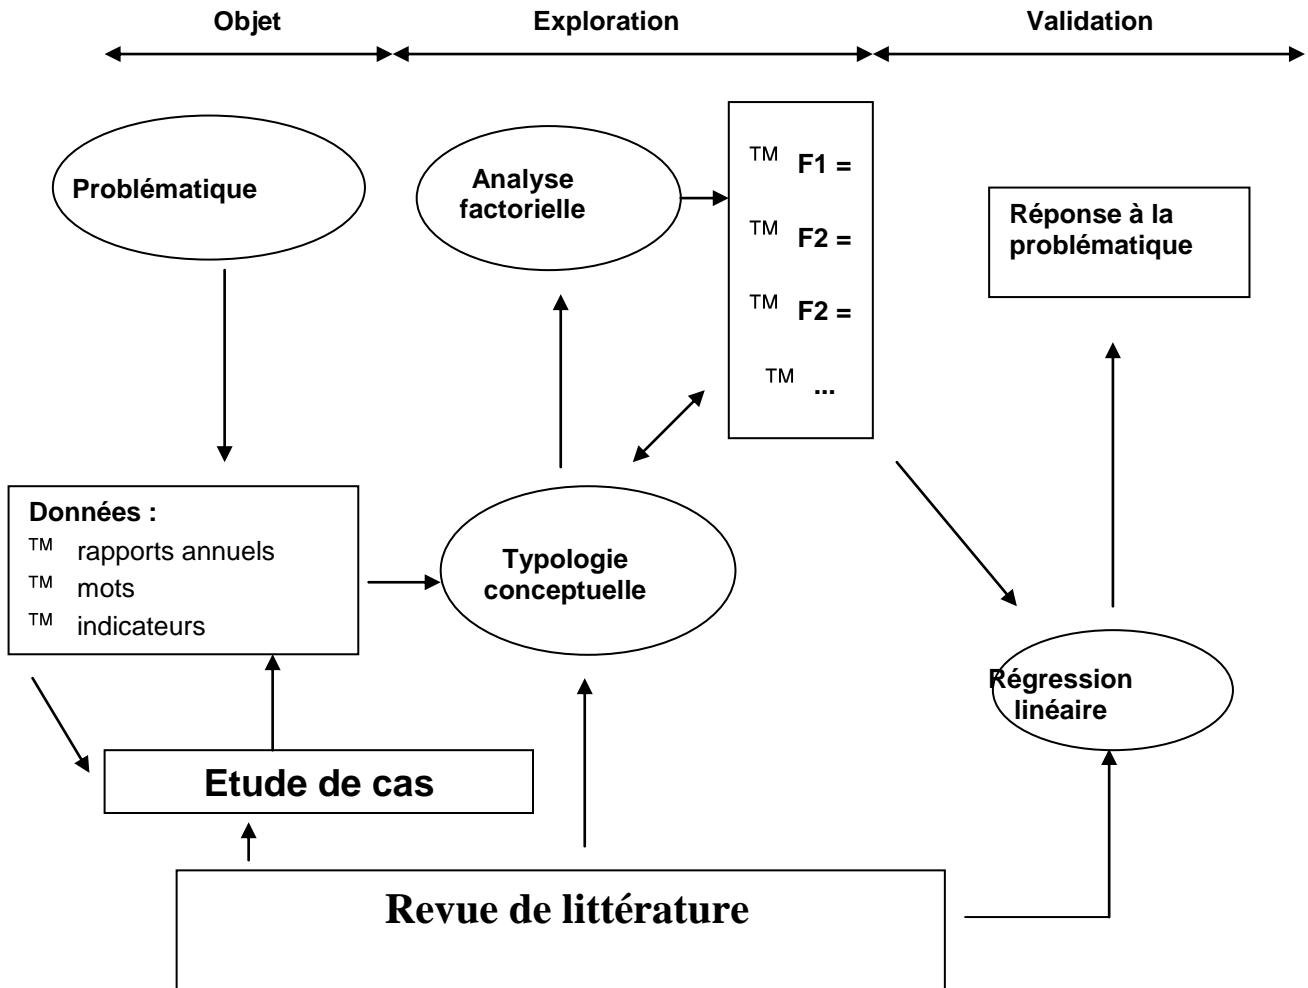 Objet Exploration Validation
Problématique
Analyse
factorielle
™ F1 =
™ F2 =
™ F2 =
™ ...
Réponse à la
problématique
Données :
™ rapports annuels
™ mots
™ indicateurs
Typologie
conceptuelle
Régression
linéaire
Etude de cas
Revue de littérature